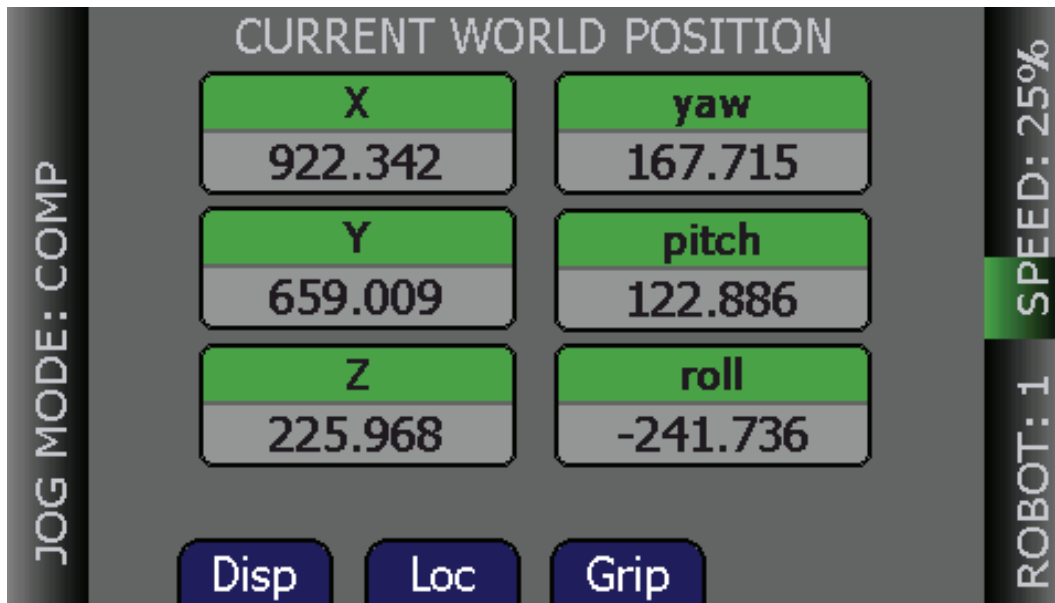 CURRENT WORLD POSITION
X
922.342
yaw
167.715
Y
659.009
pitch
122.886
Z
225.968
roll
-241.736
Disp
Loc
Grip
JOG MODE: COMP
SPEED: 25%
ROBOT: 1